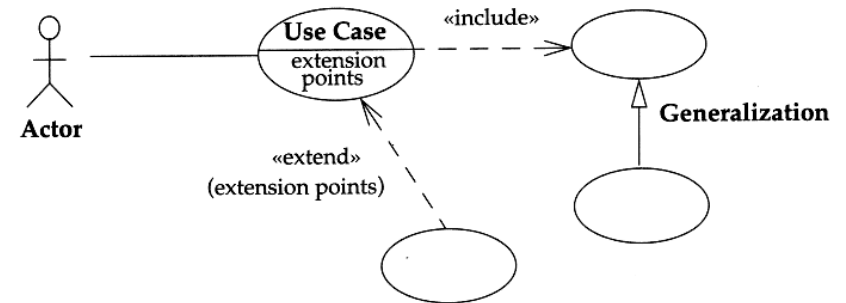 «include»
Use Case
extension
points
Actor
Generalization
«extend»
(extension points)